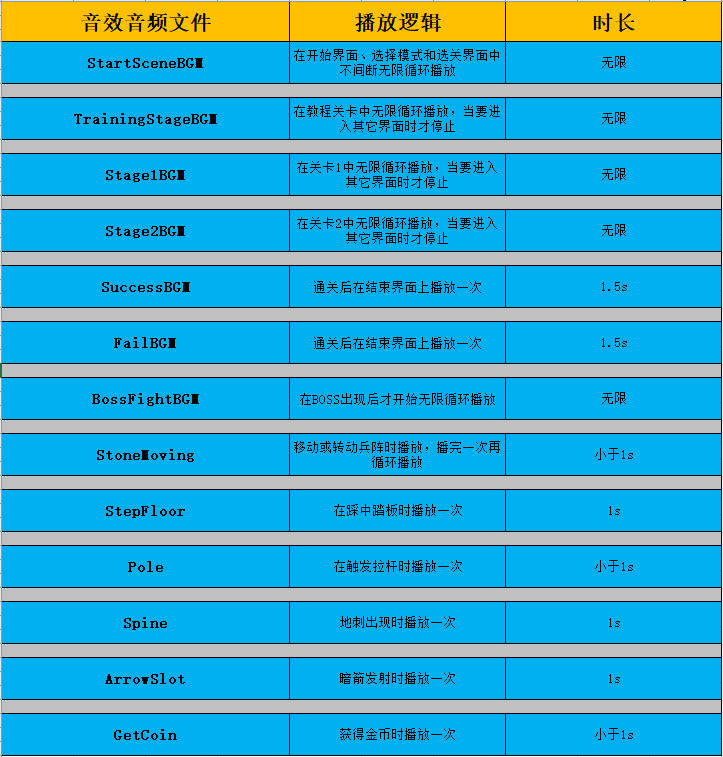 音效音频文件 播放逻辑 时长
StartSceneBGM 在开始界面、选择模式和选关界面中 无限
不间断无限循环播放
TrainingStageBGM 在教程关卡中无限循环播放，当要进 无限
入其它界面时才停止
Stage1BGM 在关卡1中无限循环播放，当要进入 无限
其它界面时才停止
Stage2BGM 在关卡2中无限循环播放，当要进入 无限
其它界面时才停止
SuccessBGM 通关后在结束界面上播放一次 1.5s
FailBGM 通关后在结束界面上播放一次 1.5s
BossFightBGM 在BOSS出现后才开始无限循环播放 无限
StoneMoving 移动或转动兵阵时播放，播完一次再 小于1s
循环播放
StepFloor 在踩中踏板时播放一次 1s
Pole 在触发拉杆时播放一次 小于1s
Spine 地刺出现时播放一次 1s
ArrowSlot 暗箭发射时播放一次 1s
GetCoin 获得金币时播放一次 小于1s